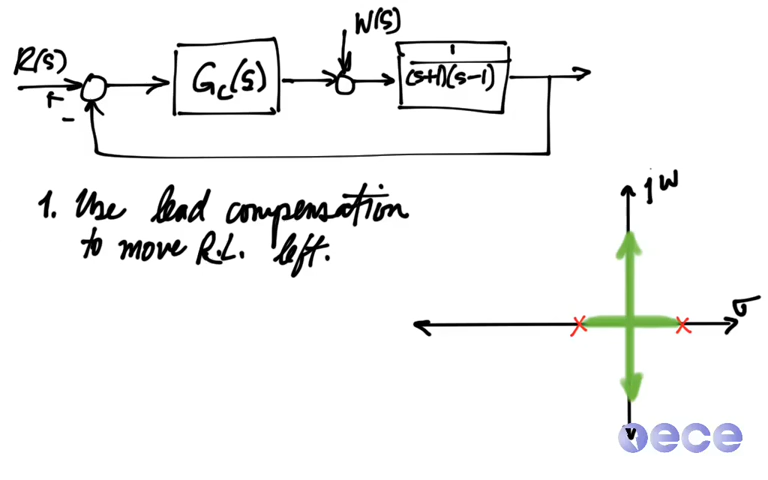 W(s)
R(s)
+
-
Gc(s)
1
(s+1)(s-1)
1. Use lead compensation
to move R.L. left.
jω
σ
ece